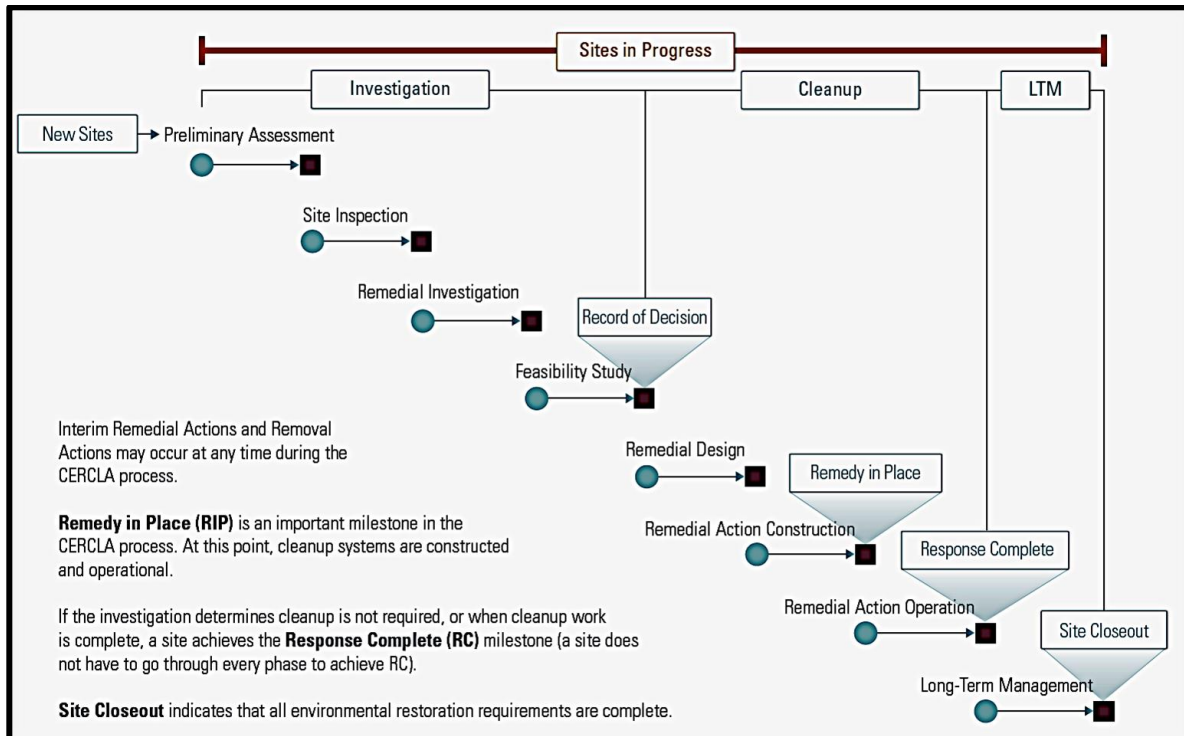 Sites in Progress
Investigation
Cleanup
LTM
New Sites
Preliminary Assessment
Site Inspection
Remedial Investigation
Record of Decision
Feasibility Study
Remedial Design
Remedy in Place
Remedial Action Construction
Response Complete
Remedial Action Operation
Site Closeout
Long-Term Management
Interim Remedial Actions and Removal
Actions may occur at any time during the
CERCLA process.
Remedy in Place (RIP) is an important milestone in the
CERCLA process. At this point, cleanup systems are constructed
and operational.
If the investigation determines cleanup is not required, or when cleanup work
is complete, a site achieves the Response Complete (RC) milestone (a site does
not have to go through every phase to achieve RC).
Site Closeout indicates that all environmental restoration requirements are complete.